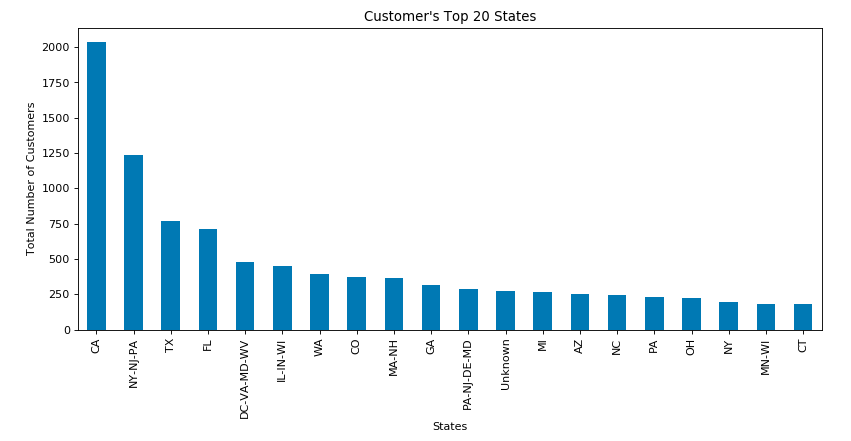 Customer's Top 20 States
Total Number of Customers
2000
1750
1500
1250
1000
750
500
250
0
CA
NY-NJ-PA
TX
FL
DC-VA-MD-WV
IL-IN-WI
WA
CO
MA-NH
GA
PA-NJ-DE-MD
Unknown
MI
AZ
NC
PA
OH
NY
MN-WI
CT
States